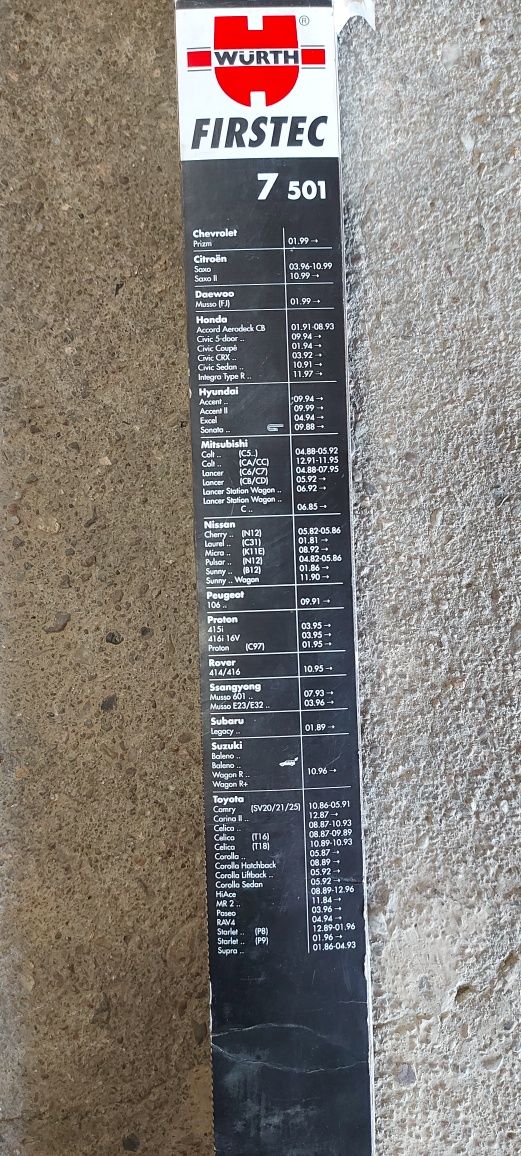 WÜRTH ®
FIRSTEC
7 501
Chevrolet
Prizm 01.99 →
Citroën
Saxo 03.96-10.99
Saxo II 10.99 →
Daewoo
Musso (FJ) 01.99 →
Honda
Accord Aerodeck CB 01.91-08.93
Civic 5-door .. 09.94 →
Civic Coupé 01.94 →
Civic CRX .. 03.92 →
Civic Sedan .. 10.91 →
Integra Type R .. 11.97 →
Hyundai
Accent .. 09.94 →
Accent II 09.99 →
Excel 04.94 →
Sonata .. 09.88 →
Mitsubishi
Colt .. (C5..) 04.88-05.92
Colt .. (CA/CC) 12.91-11.95
Lancer (C6/C7) 04.88-07.95
Lancer (CB/CD) 05.92 →
Lancer Station Wagon .. 06.92 →
Lancer Station Wagon ..
C .. 06.85 →
Nissan
Cherry .. (N12) 05.82-05.86
Laurel .. (C31) 01.81 →
Micra .. (K11E) 08.92 →
Pulsar .. (N12) 04.82-05.86
Sunny .. (B12) 01.86 →
Sunny .. Wagon 11.90 →
Peugeot
106 .. 09.91 →
Proton
415i 03.95 →
416i 16V 03.95 →
Proton (C97) 01.95 →
Rover
414/416 10.95 →
Ssangyong
Musso 601 .. 07.93 →
Musso E23/E32 .. 03.96 →
Subaru
Legacy .. 01.89 →
Suzuki
Baleno ..
Baleno ..
Wagon R .. 10.96 →
Wagon R+
Toyota
Camry (SV20/21/25) 10.86-05.91
Carina II .. 12.87 →
Celica .. 08.87-10.93
Celica (T16) 08.87-09.89
Celica (T18) 10.89-10.93
Corolla .. 05.87 →
Corolla Hatchback 08.89 →
Corolla Liftback .. 05.92 →
Corolla Sedan 05.92 →
HiAce 08.89-12.96
MR 2 .. 11.84 →
Paseo 03.96 →
RAV4 04.94 →
Starlet .. (P8) 12.89-01.96
Starlet .. (P9) 01.96 →
Supra .. 01.86-04.93